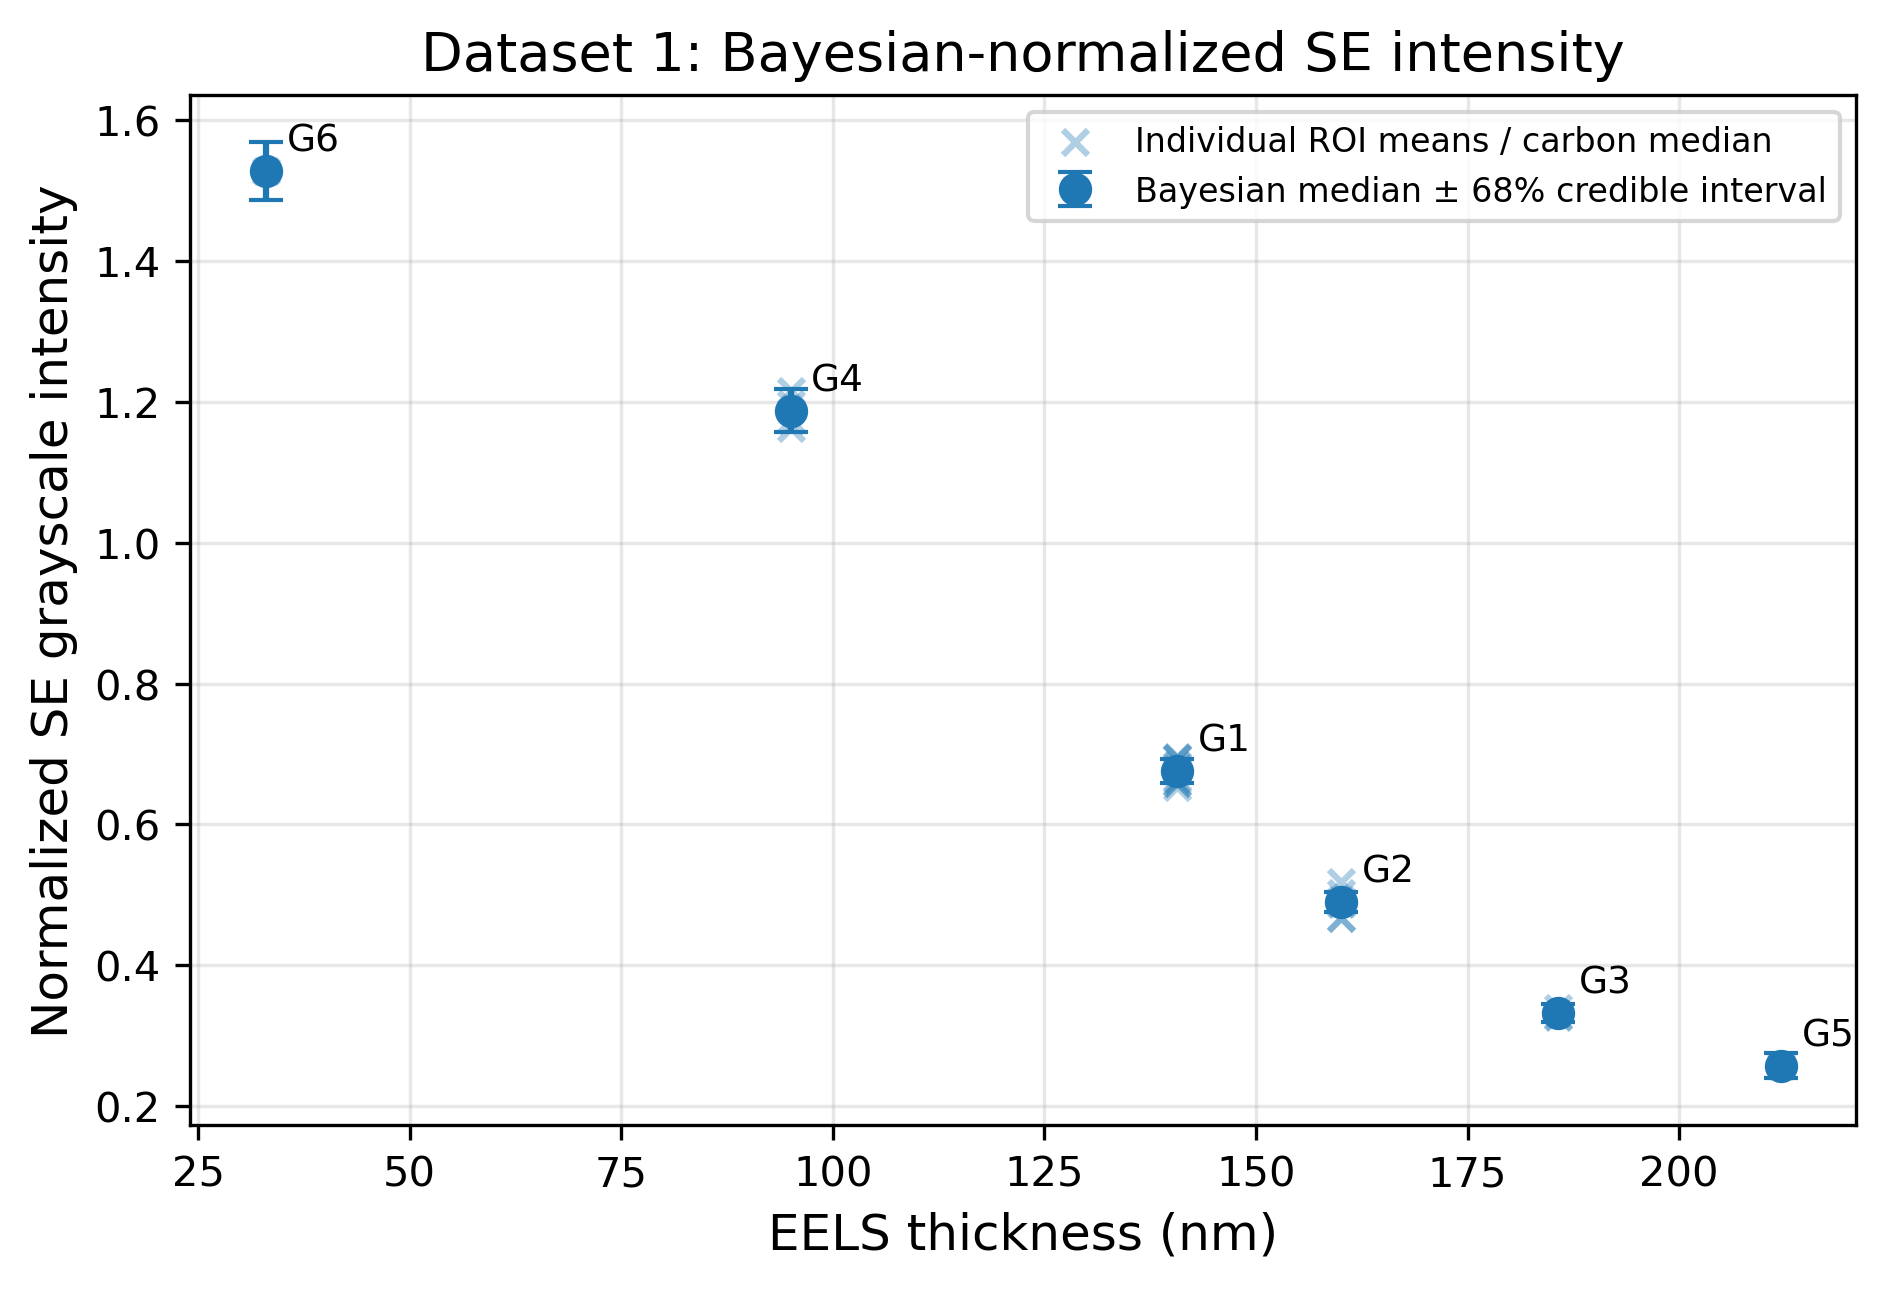 Dataset 1: Bayesian-normalized SE intensity
Individual ROI means / carbon median
Bayesian median ± 68% credible interval
Normalized SE grayscale intensity
1.6
1.4
1.2
1.0
0.8
0.6
0.4
0.2
G6
G4
G1
G2
G3
G5
25 50 75 100 125 150 175 200
EELS thickness (nm)